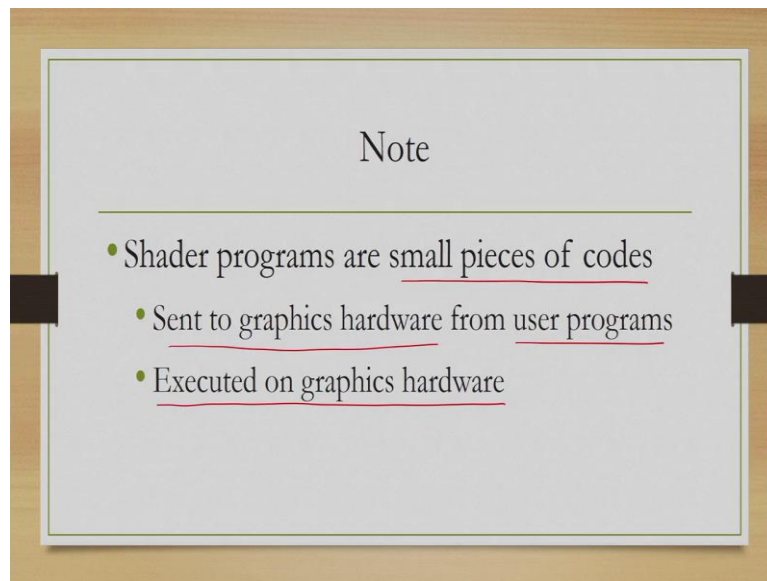 Note
Shader programs are small pieces of codes
Sent to graphics hardware from user programs
Executed on graphics hardware